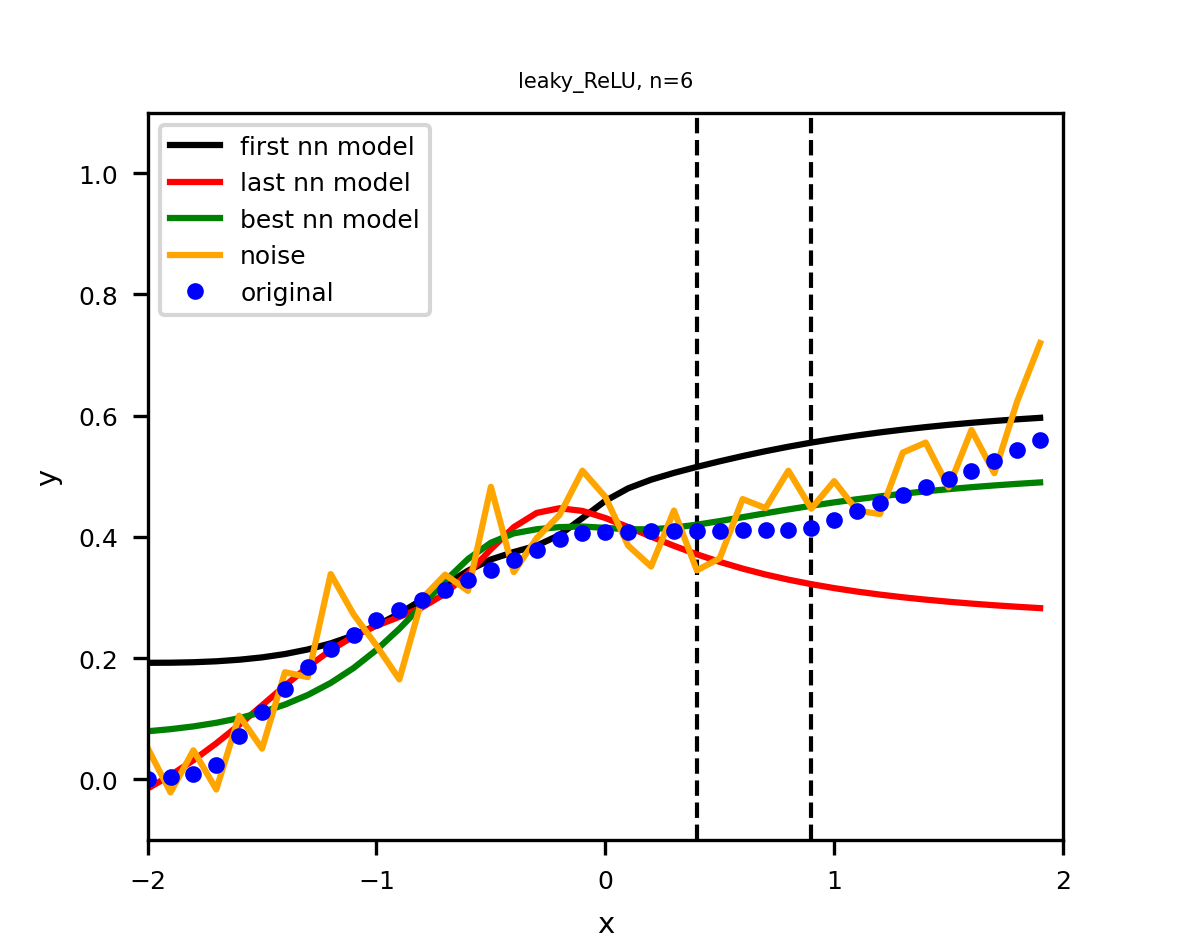 leaky_ReLU, n=6
first nn model
last nn model
best nn model
noise
original
y
1.0
0.8
0.6
0.4
0.2
0.0
−2 −1 0 1 2
x